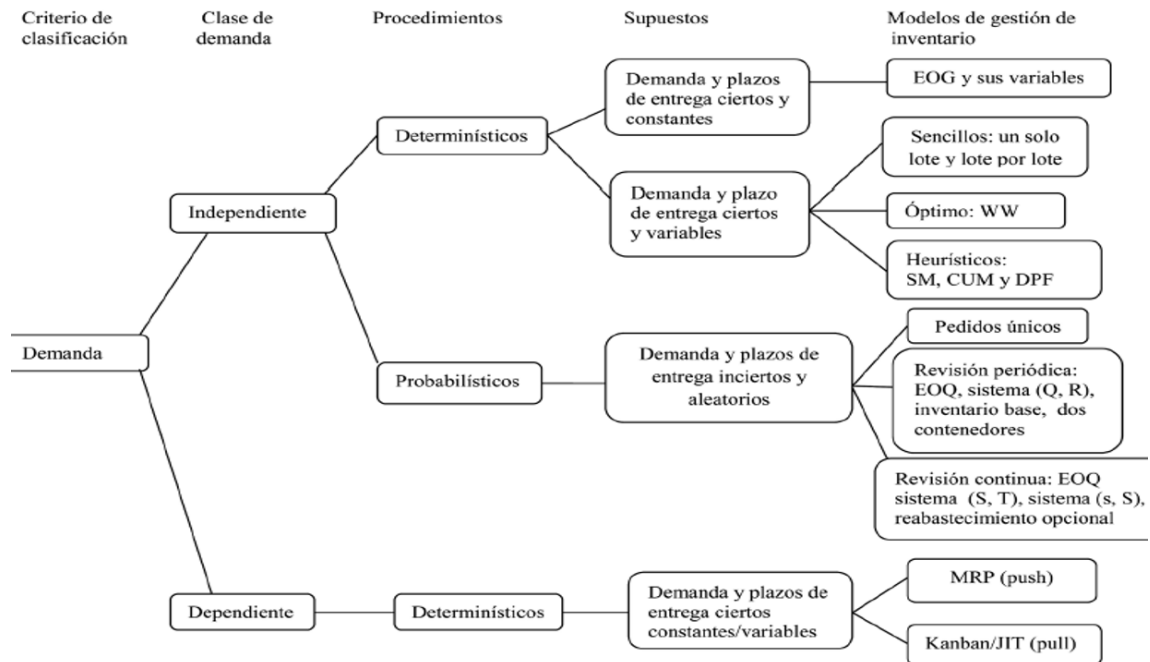 Criterio de
clasificación
Clase de
demanda
Procedimientos
Supuestos
Modelos de gestión de
inventario
Demanda
Independiente
Dependiente
Determinísticos
Probabilísticos
Determinísticos
Demanda y plazos
de entrega ciertos y
constantes
Demanda y plazo
de entrega ciertos
y variables
Demanda y plazos de
entrega inciertos y
aleatorios
Demanda y plazos de
entrega ciertos
constantes/variables
EOG y sus variables
Sencillos: un solo
lote y lote por lote
Óptimo: WW
Heurísticos:
SM, CUM y DPF
Pedidos únicos
Revisión periódica:
EOQ, sistema (Q, R),
inventario base, dos
contenedores
Revisión continua: EOQ
sistema (S, T), sistema (s, S),
reabastecimiento opcional
MRP (push)
Kanban/JIT (pull)